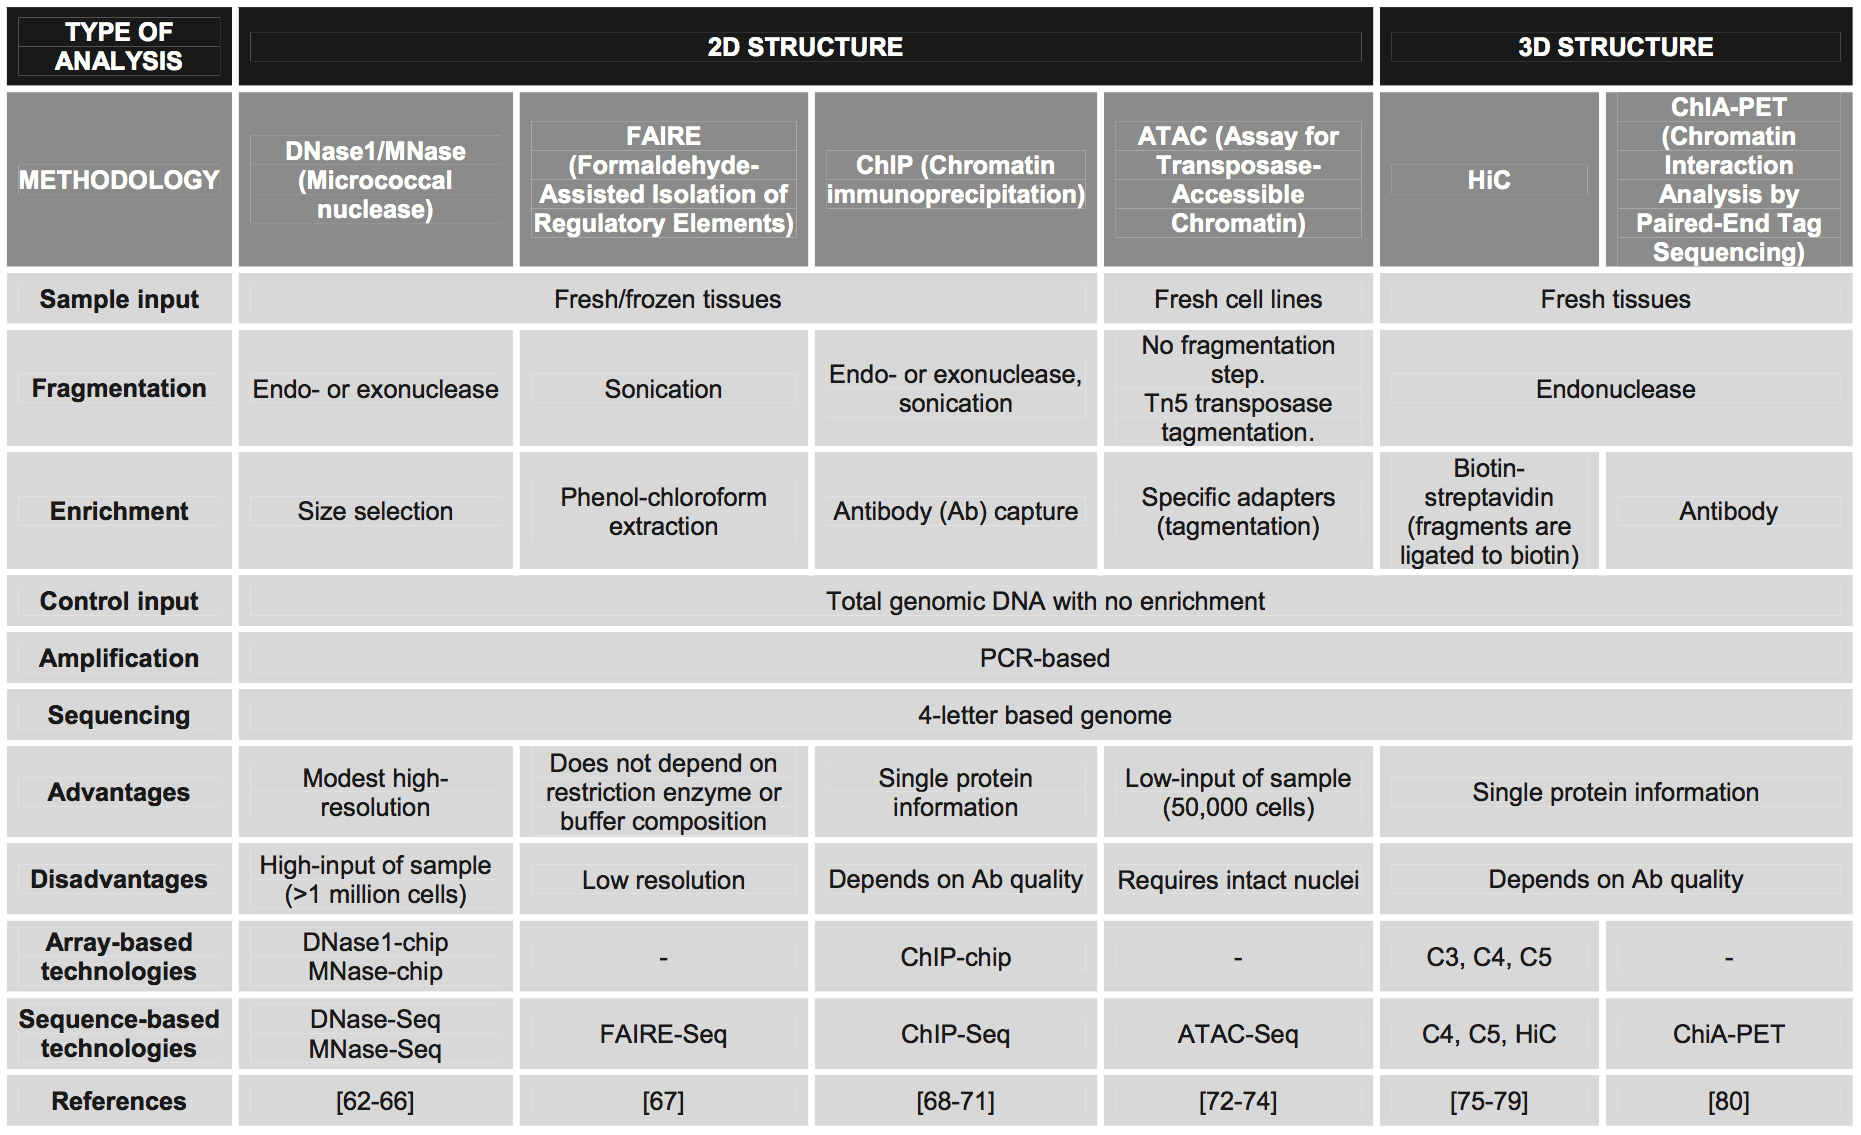 TYPE OF
ANALYSIS
2D STRUCTURE
3D STRUCTURE
METHODOLOGY
DNase1/MNase
(Micrococcal
nuclease)
FAIRE
(Formaldehyde-
Assisted Isolation of
Regulatory Elements)
ChIP (Chromatin
immunoprecipitation)
ATAC (Assay for
Transposase-
Accessible
Chromatin)
HiC
ChIA-PET
(Chromatin
Interaction
Analysis by
Paired-End Tag
Sequencing)
Sample input
Fresh/frozen tissues
Fresh cell lines
Fresh tissues
Fragmentation
Endo- or exonuclease
Sonication
Endo- or exonuclease,
sonication
No fragmentation
step.
Tn5 transposase
tagmentation.
Endonuclease
Enrichment
Size selection
Phenol-chloroform
extraction
Antibody (Ab) capture
Specific adapters
(tagmentation)
Biotin-
streptavidin
(fragments are
ligated to biotin)
Antibody
Control input
Total genomic DNA with no enrichment
Amplification
PCR-based
Sequencing
4-letter based genome
Advantages
Modest high-
resolution
Does not depend on
restriction enzyme or
buffer composition
Single protein
information
Low-input of sample
(50,000 cells)
Single protein information
Disadvantages
High-input of sample
(>1 million cells)
Low resolution
Depends on Ab quality
Requires intact nuclei
Depends on Ab quality
Array-based
technologies
DNase1-chip
MNase-chip
-
ChIP-chip
-
C3, C4, C5
-
Sequence-based
technologies
DNase-Seq
MNase-Seq
FAIRE-Seq
ChIP-Seq
ATAC-Seq
C4, C5, HiC
ChiA-PET
References
[62-66]
[67]
[68-71]
[72-74]
[75-79]
[80]